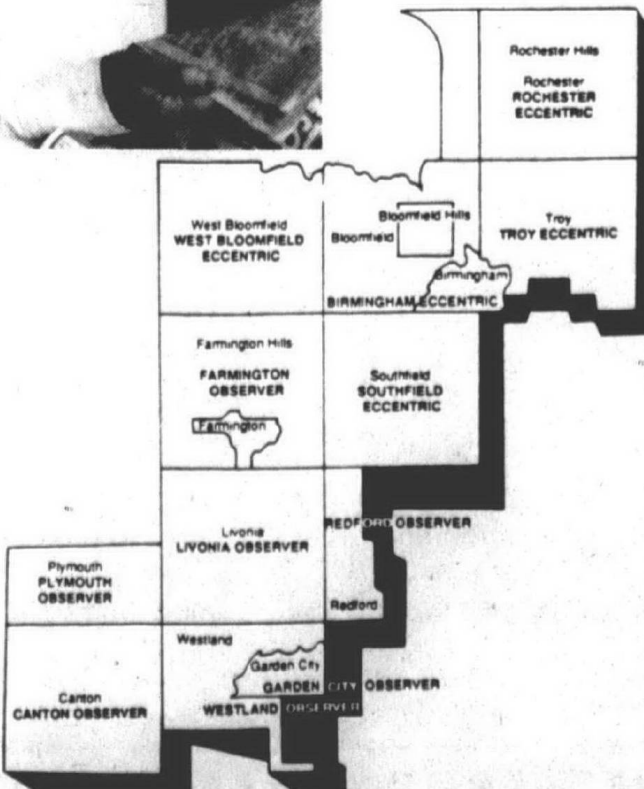 Rochester Hills
Rochester
ROCHESTER
ECCENTRIC
West Bloomfield
WEST BLOOMFIELD
ECCENTRIC
Bloomfield Hills
Bloomfield
Birmingham
BIRMINGHAM ECCENTRIC
Troy
TROY ECCENTRIC
Farmington Hills
FARMINGTON
OBSERVER
Farmington
Southfield
SOUTHFIELD
ECCENTRIC
Livonia
LIVONIA OBSERVER
REDFORD OBSERVER
Redford
Plymouth
PLYMOUTH
OBSERVER
Canton
CANTON OBSERVER
Westland
Garden City
GARDEN CITY OBSERVER
WESTLAND OBSERVER